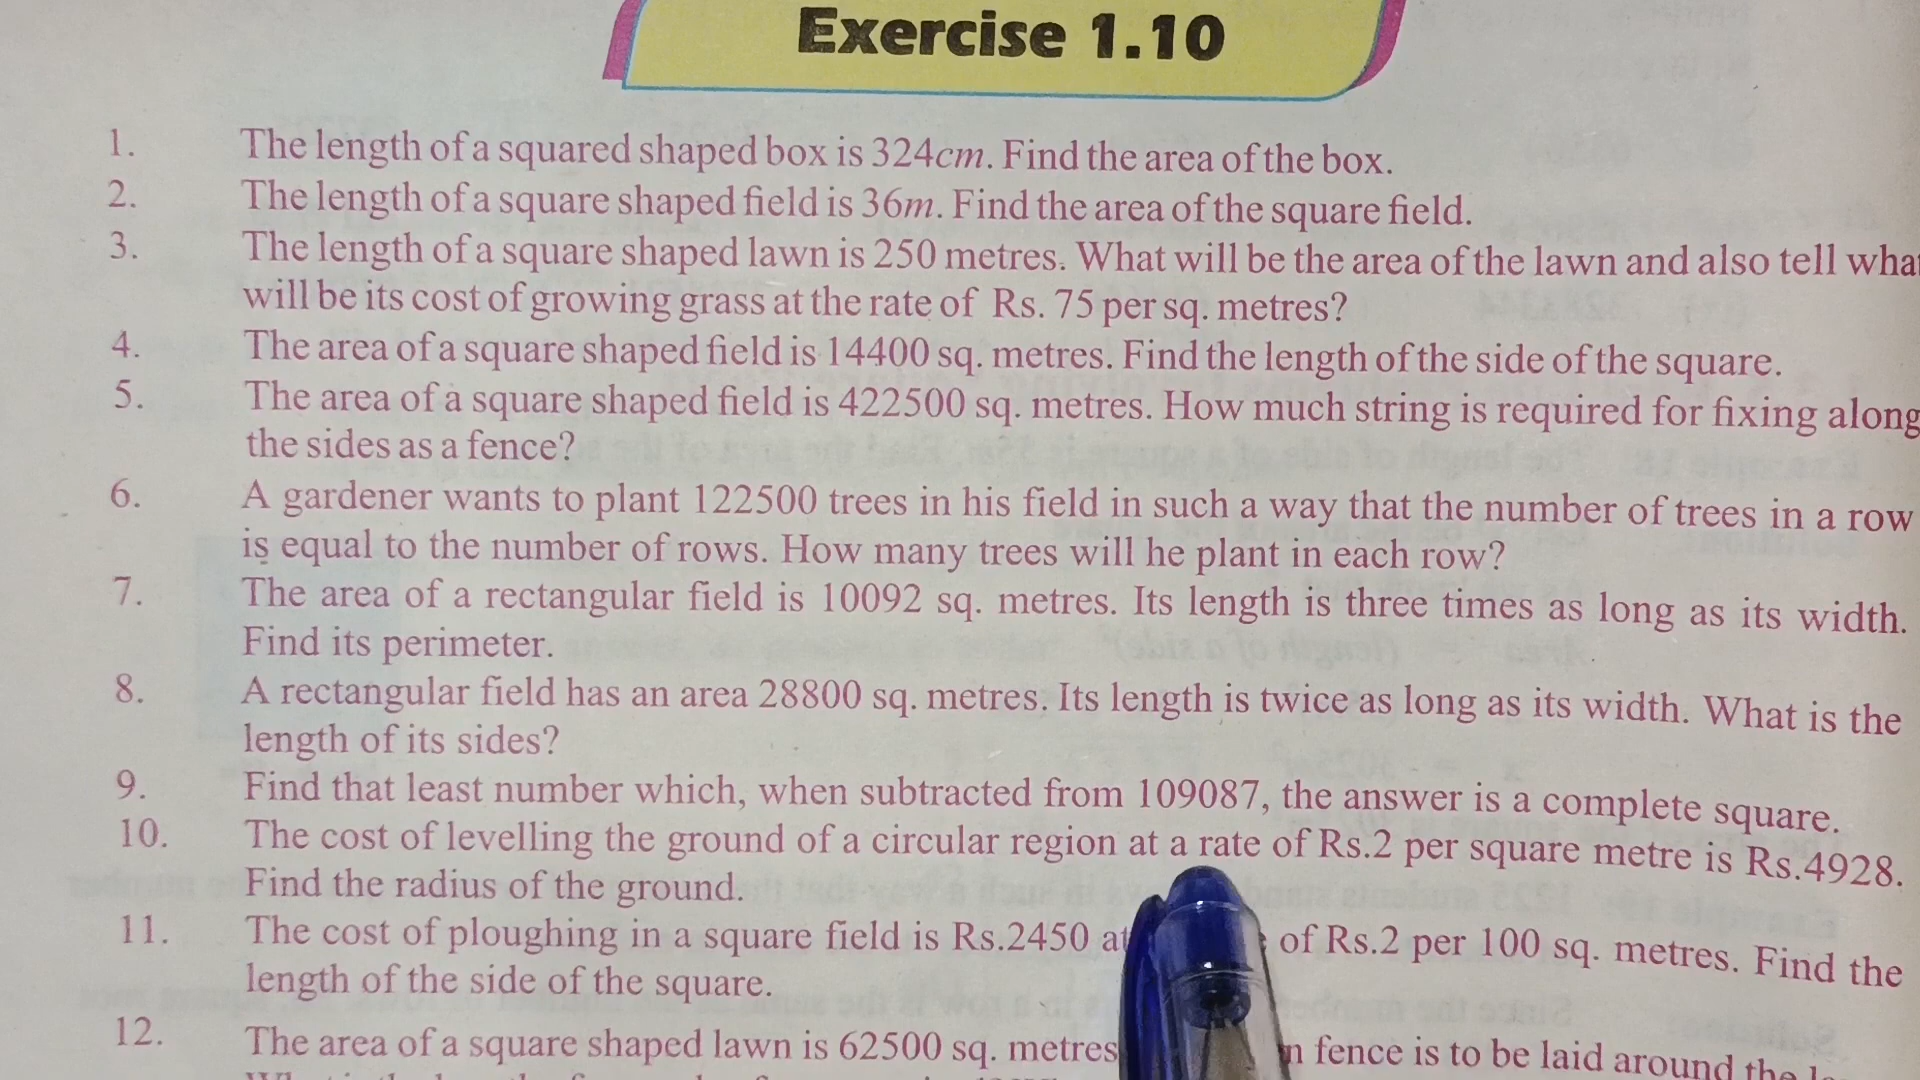 Exercise 1.10
1. The length of a squared shaped box is 324cm. Find the area of the box.
2. The length of a square shaped field is 36m. Find the area of the square field.
3. The length of a square shaped lawn is 250 metres. What will be the area of the lawn and also tell wha
will be its cost of growing grass at the rate of Rs. 75 per sq. metres?
4. The area of a square shaped field is 14400 sq. metres. Find the length of the side of the square.
5. The area of a square shaped field is 422500 sq. metres. How much string is required for fixing along
the sides as a fence?
6. A gardener wants to plant 122500 trees in his field in such a way that the number of trees in a row
is equal to the number of rows. How many trees will he plant in each row?
7. The area of a rectangular field is 10092 sq. metres. Its length is three times as long as its width.
Find its perimeter.
8. A rectangular field has an area 28800 sq. metres. Its length is twice as long as its width. What is the
length of its sides?
9. Find that least number which, when subtracted from 109087, the answer is a complete square.
10. The cost of levelling the ground of a circular region at a rate of Rs.2 per square metre is Rs.4928.
Find the radius of the ground.
11. The cost of ploughing in a square field is Rs.2450 at of Rs.2 per 100 sq. metres. Find the
length of the side of the square.
12. The area of a square shaped lawn is 62500 sq. metres fence is to be laid around the